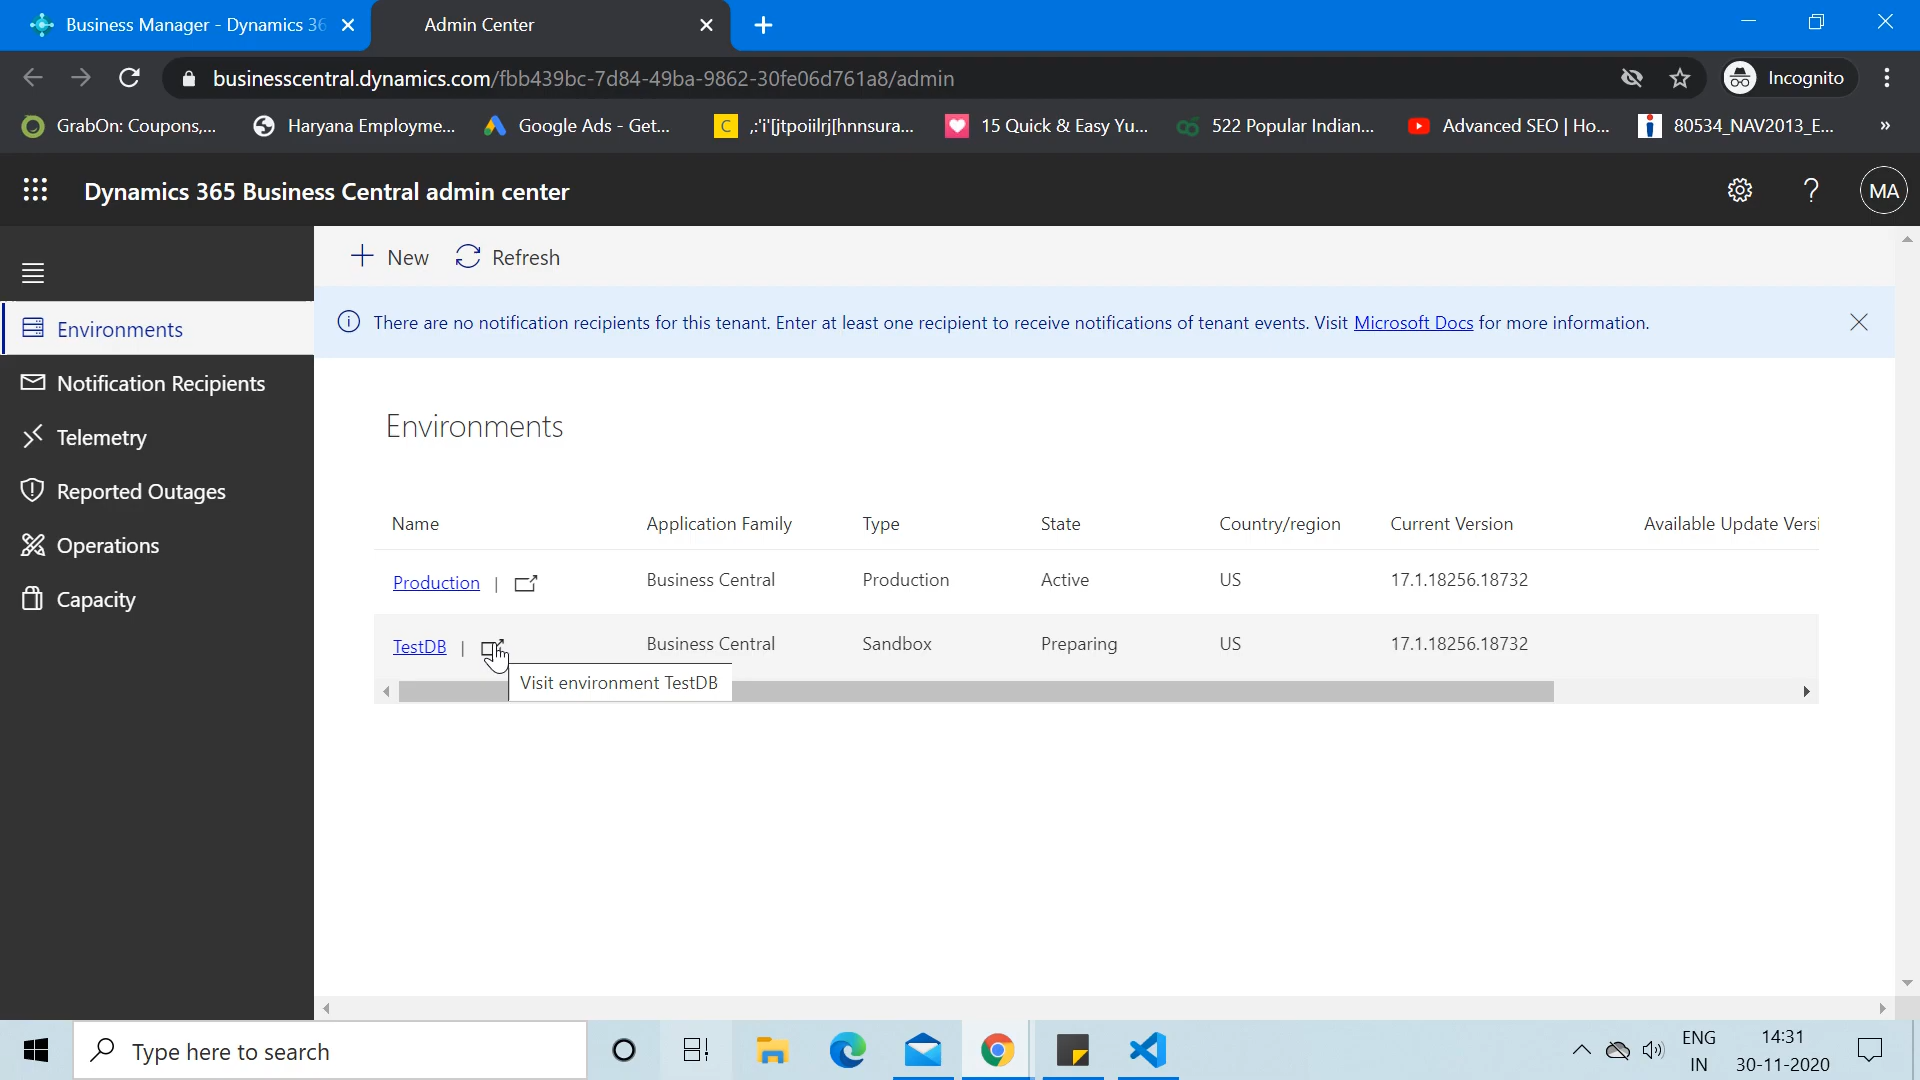 Business Manager - Dynamics 36
Admin Center
businesscentral.dynamics.com/fbb439bc-7d84-49ba-9862-30fe06d761a8/admin
Incognito
GrabOn: Coupons,...
Haryana Employme...
Google Ads - Get...
C ,:'i'[jtpoiilrj[hnnsura...
15 Quick & Easy Yu...
522 Popular Indian...
Advanced SEO | Ho...
80534_NAV2013_E...
»
Dynamics 365 Business Central admin center
?
MA
New
Refresh
There are no notification recipients for this tenant. Enter at least one recipient to receive notifications of tenant events. Visit Microsoft Docs for more information.
Environments
Notification Recipients
Telemetry
Reported Outages
Operations
Capacity
Environments
Name Application Family Type State Country/region Current Version Available Update Versi
Production | Business Central Production Active US 17.1.18256.18732
TestDB | Business Central Sandbox Preparing US 17.1.18256.18732
Visit environment TestDB
Type here to search
ENG
IN
14:31
30-11-2020